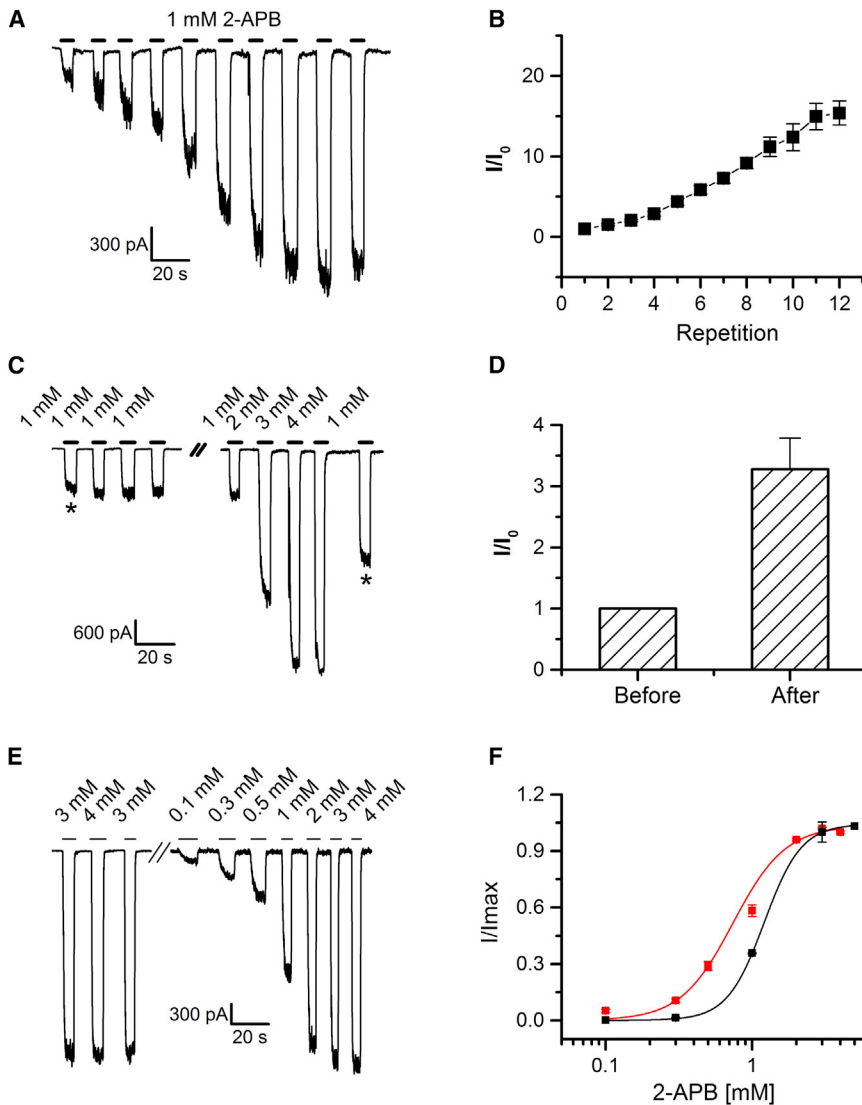 A
1 mM 2-APB
300 pA
20 s
B
I/I0
20
10
0
0 2 4 6 8 10 12
Repetition
C
1 mM 1 mM 1 mM 1 mM
1 mM 2 mM 3 mM 4 mM 1 mM
*
*
600 pA
20 s
D
I/I0
4
3
2
1
0
Before After
E
3 mM 4 mM 3 mM
0.1 mM 0.3 mM 0.5 mM 1 mM 2 mM 3 mM 4 mM
300 pA
20 s
F
I/Imax
1.2
0.9
0.6
0.3
0.0
0.1 1
2-APB [mM]